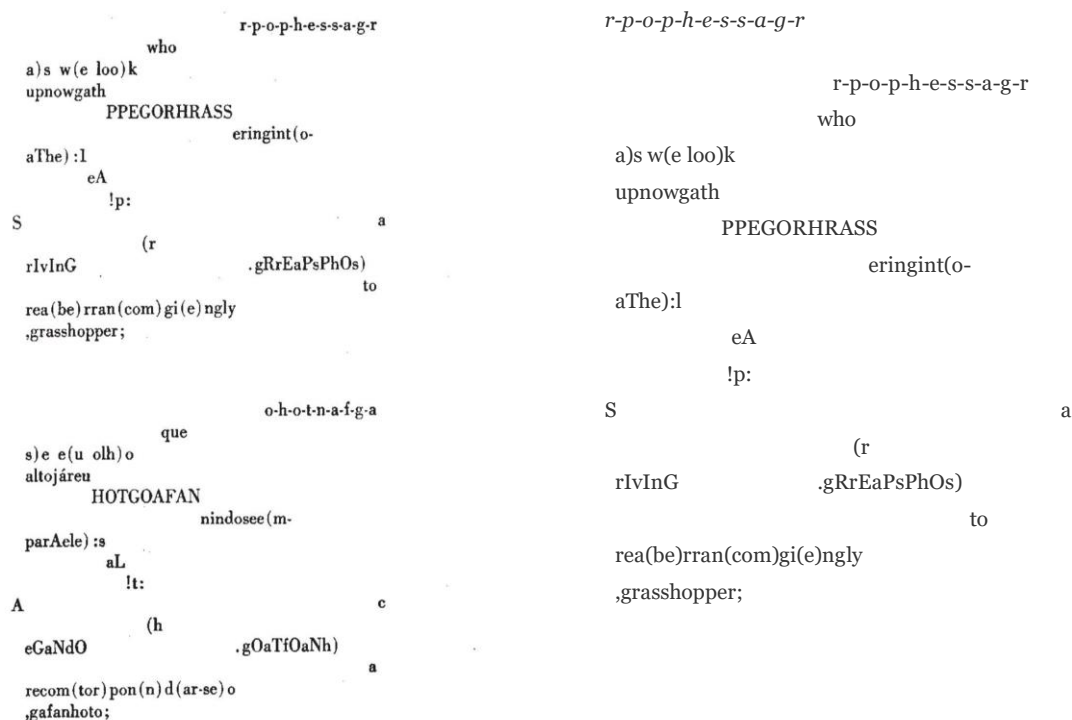 r-p-o-p-h-e-s-s-a-g-r
who
a)s w(e loo)k
upnowgath
PPEGORHRASS
eringint(o-
aThe) :l
eA
!p:
S a
(r
rIvInG .gRrEaPsPhOs)
to
rea(be)rran(com)gi(e)ngly
,grasshopper;
o-h-o-t-n-a-f-g-a
que
s)e e(u olh)o
altojáreu
HOTGOAFAN
nindosee(m-
parAele) :s
aL
!t:
A c
(h
eGaNdO .gOaTfOaNh)
a
recom(tor)pon(n)d(ar-se)o
,gafanhoto;
r-p-o-p-h-e-s-s-a-g-r
r-p-o-p-h-e-s-s-a-g-r
who
a)s w(e loo)k
upnowgath
PPEGORHRASS
eringint(o-
aThe):l
eA
!p:
S a
(r
rIvInG .gRrEaPsPhOs)
to
rea(be)rran(com)gi(e)ngly
,grasshopper;